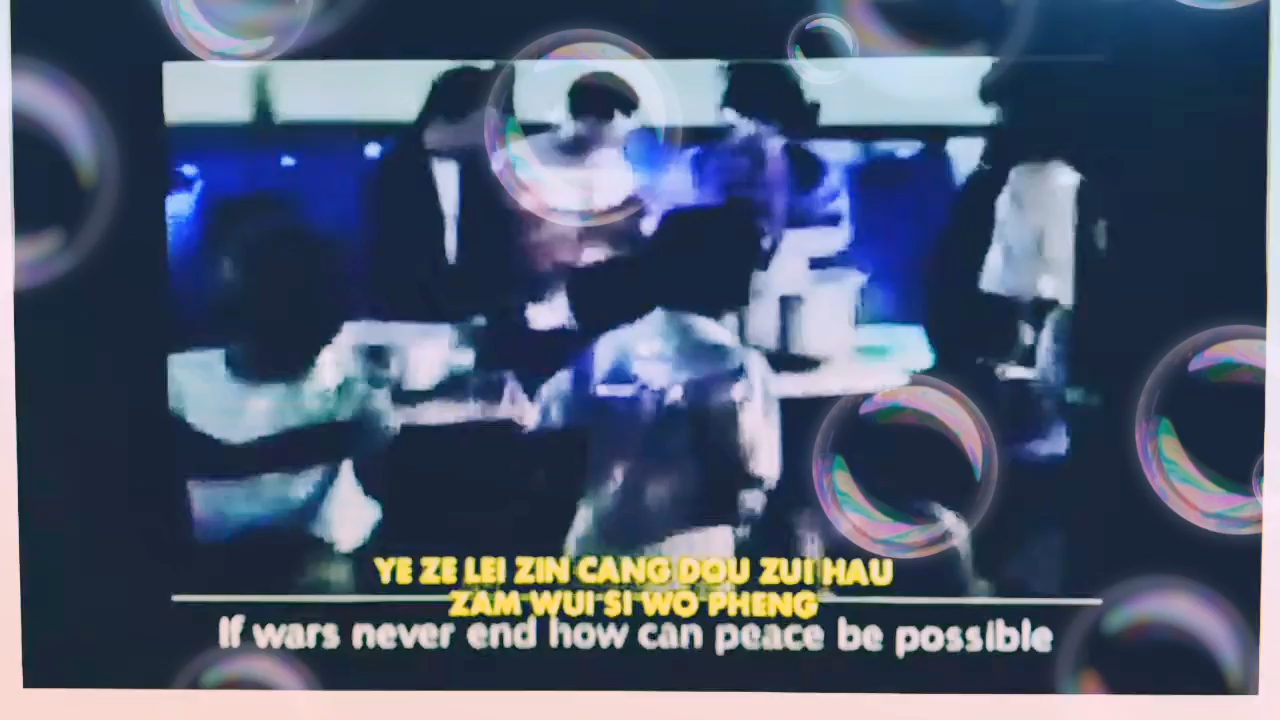 YE ZE LEI ZIN CANG DOU ZUI HAU
ZAM WUI SI WO PHENG
If wars never end how can peace be possible